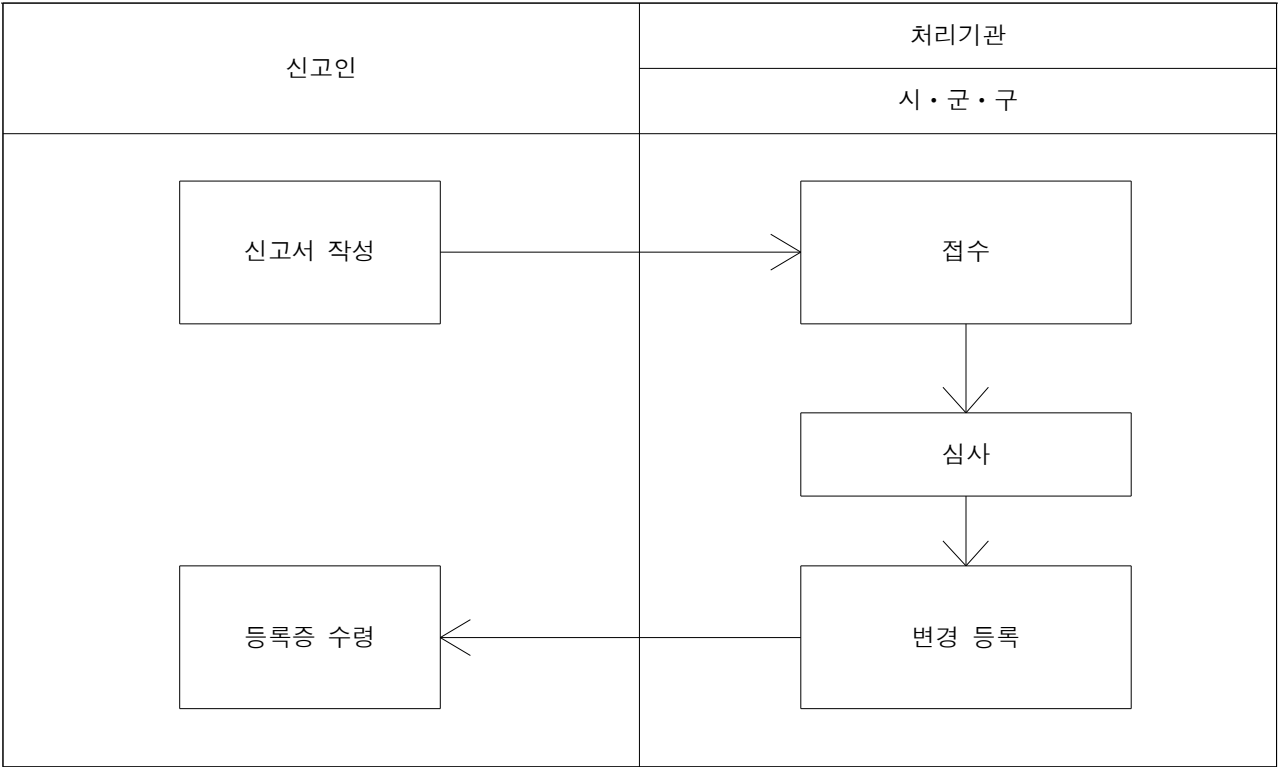 신고인
처리기관
시・군・구
신고서 작성
접수
심사
등록증 수령
변경 등록